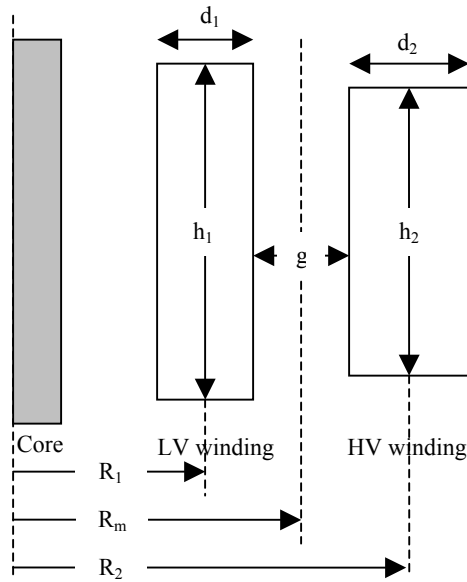 d₁
d₂
h₁
g
h₂
Core
LV winding
HV winding
R₁
Rₘ
R₂